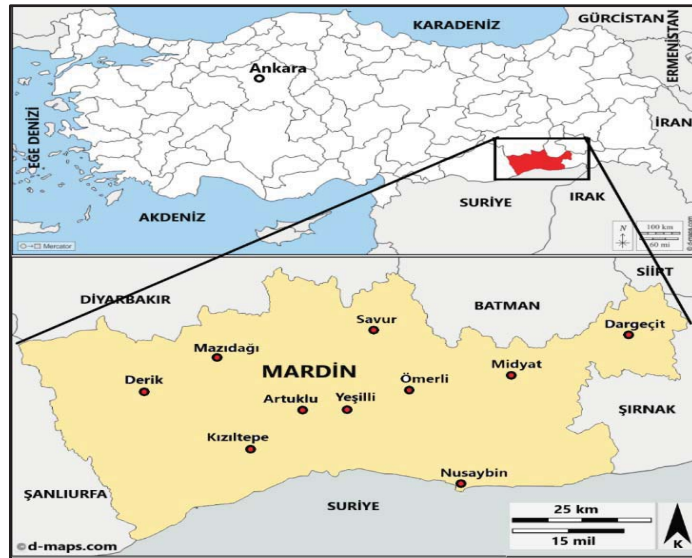 KARADENİZ
GÜRCİSTAN
ERMENİSTAN
Ankara
İRAN
EGE DENİZİ
AKDENİZ
SURİYE
IRAK
N
100 km
60 mi
Mercator
© d-maps.com
SİİRT
DİYARBAKIR
BATMAN
Savur
Dargeçit
Mazıdağı
MARDİN
Midyat
Derik
Ömerli
Artuklu
Yeşilli
ŞIRNAK
Kızıltepe
Nusaybin
ŞANLIURFA
SURİYE
25 km
15 mil
K
© d-maps.com